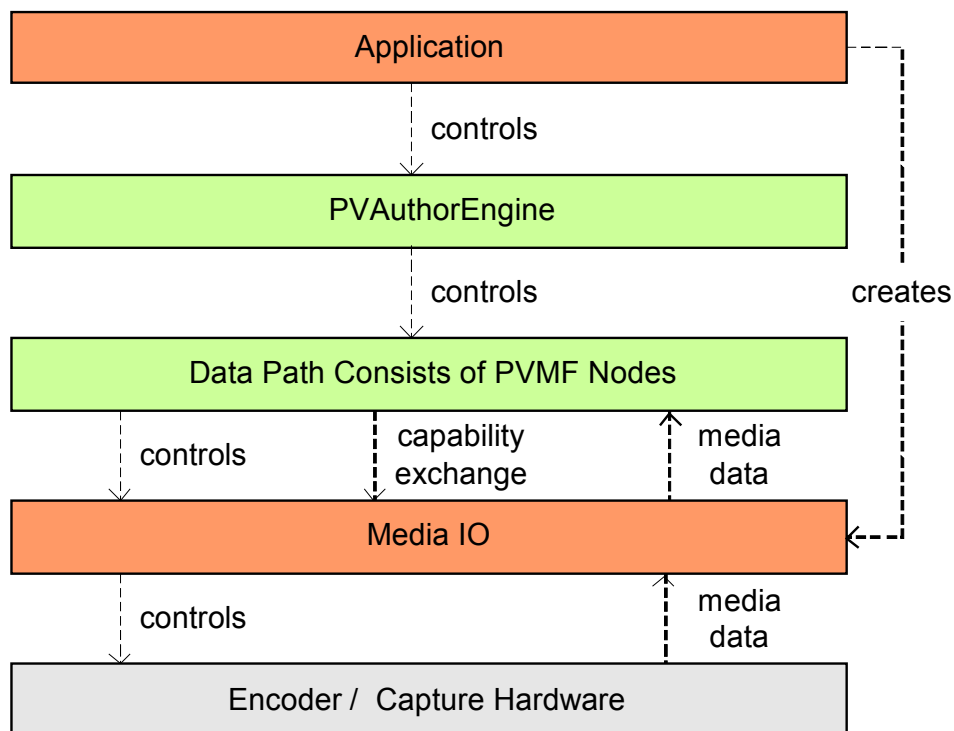 Application
controls
PVAuthorEngine
controls
creates
Data Path Consists of PVMF Nodes
controls
capability
exchange
media
data
Media IO
controls
media
data
Encoder / Capture Hardware